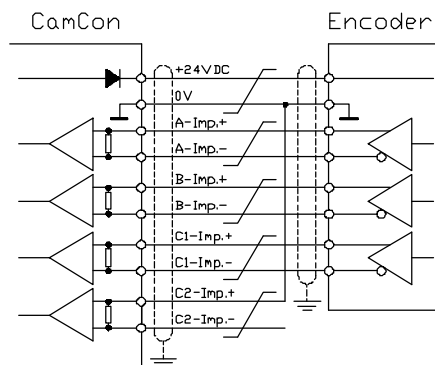 CamCon Encoder
+24VDC
0V
A-Imp.+
A-Imp.-
B-Imp.+
B-Imp.-
C1-Imp.+
C1-Imp.-
C2-Imp.+
C2-Imp.-